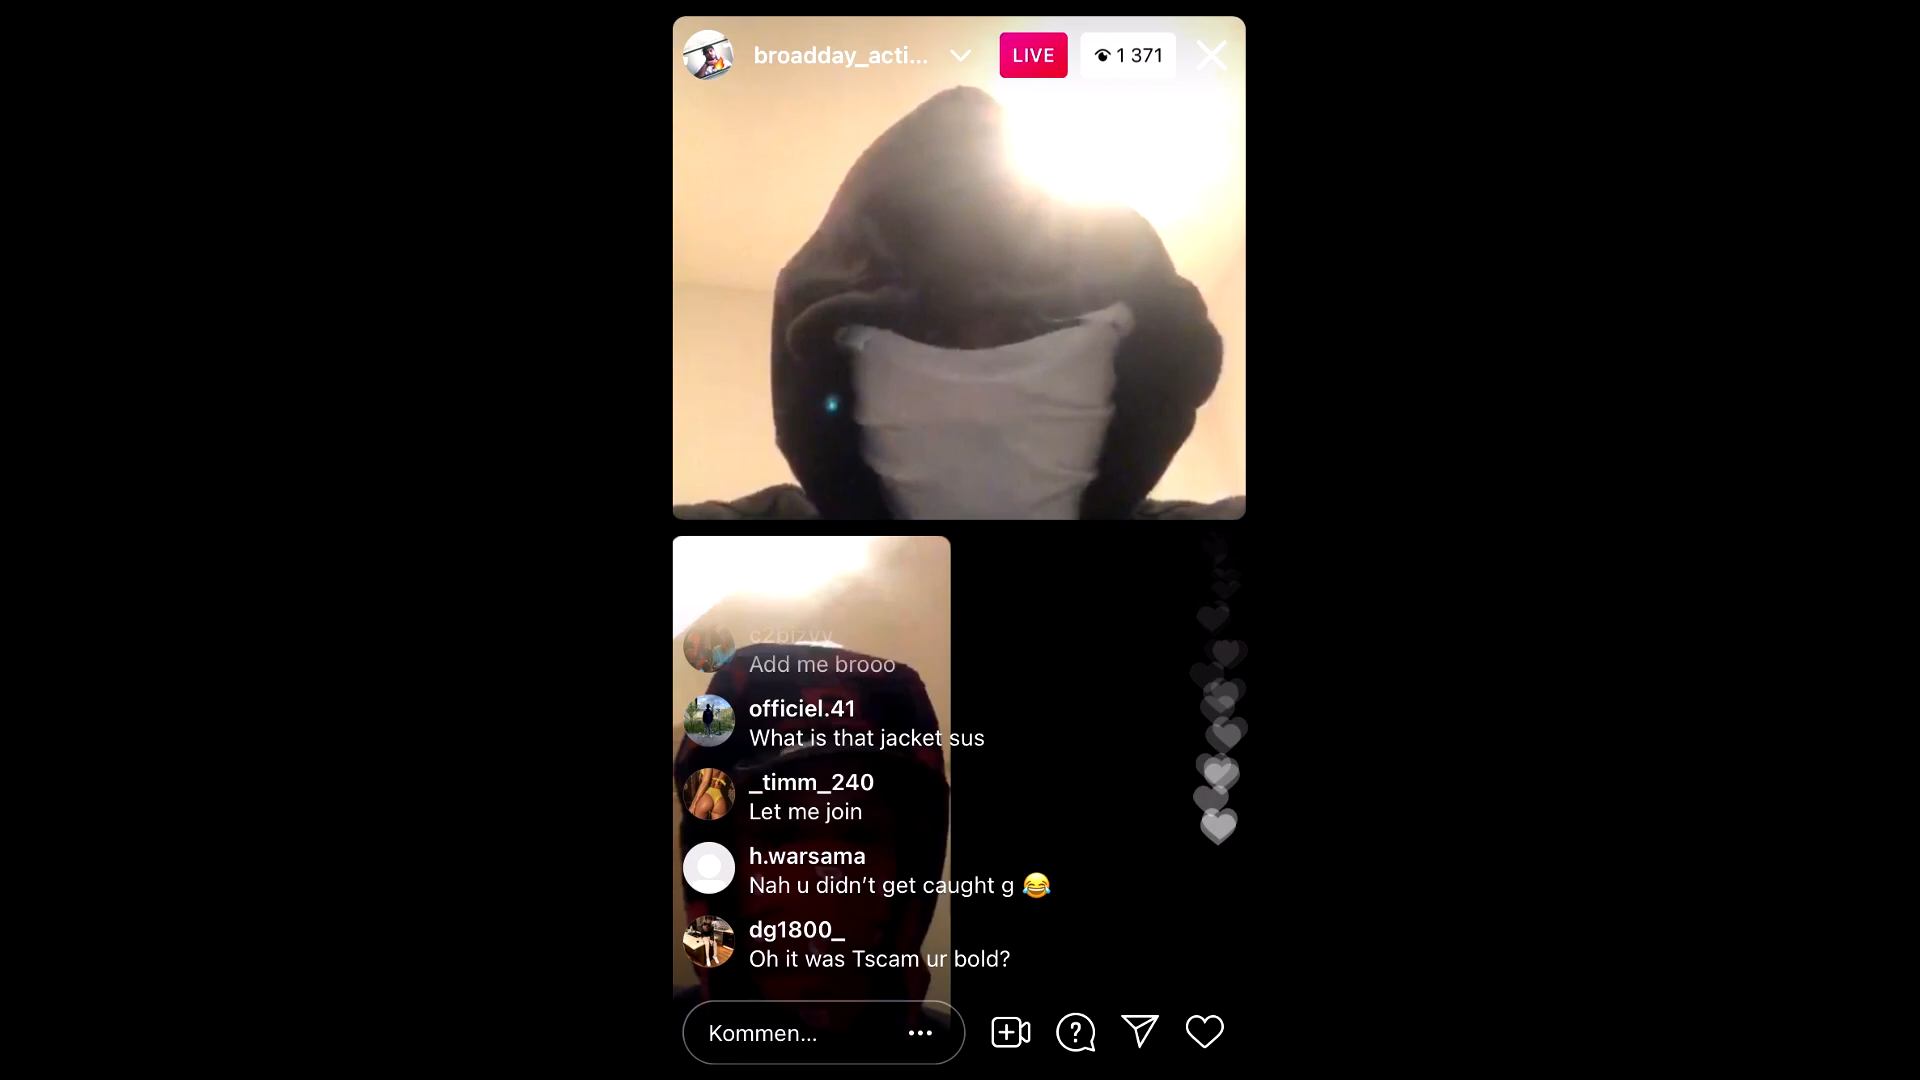 broadday_acti...
LIVE
1 371
c2bizvv
Add me brooo
officiel.41
What is that jacket sus
_timm_240
Let me join
h.warsama
Nah u didn’t get caught g 😂
dg1800_
Oh it was Tscam ur bold?
Kommen...